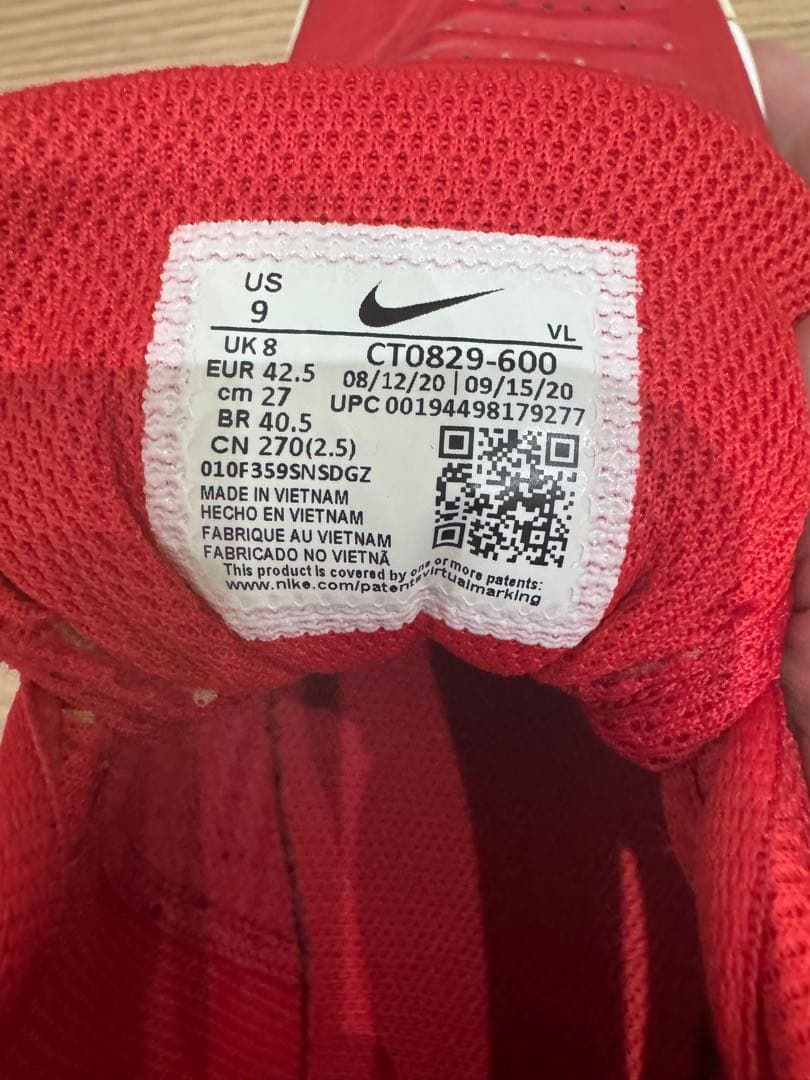 US
9
VL
UK 8
CT0829-600
EUR 42.5
08/12/20 | 09/15/20
cm 27
UPC 00194498179277
BR 40.5
CN 270(2.5)
010F359SNSDGZ
MADE IN VIETNAM
HECHO EN VIETNAM
FABRIQUE AU VIETNAM
FABRICADO NO VIETNÃ
This product is covered by one or more patents:
www.nike.com/patentsvirtualmarking